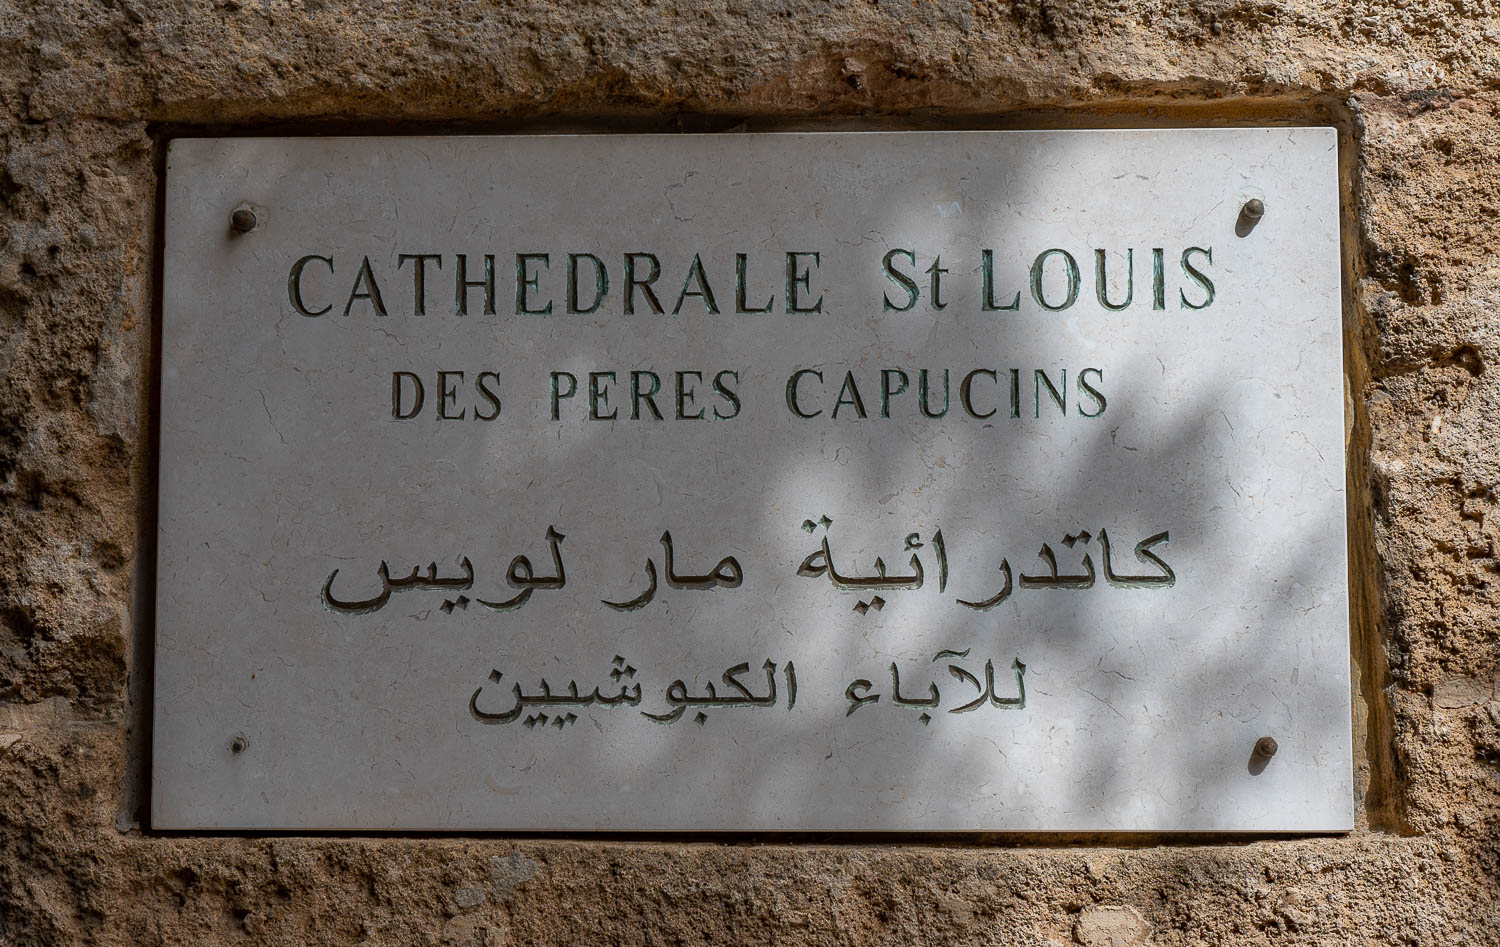 CATHEDRALE St LOUIS
DES PERES CAPUCINS
كاتدرائية مار لويس
للآباء الكبوشيين